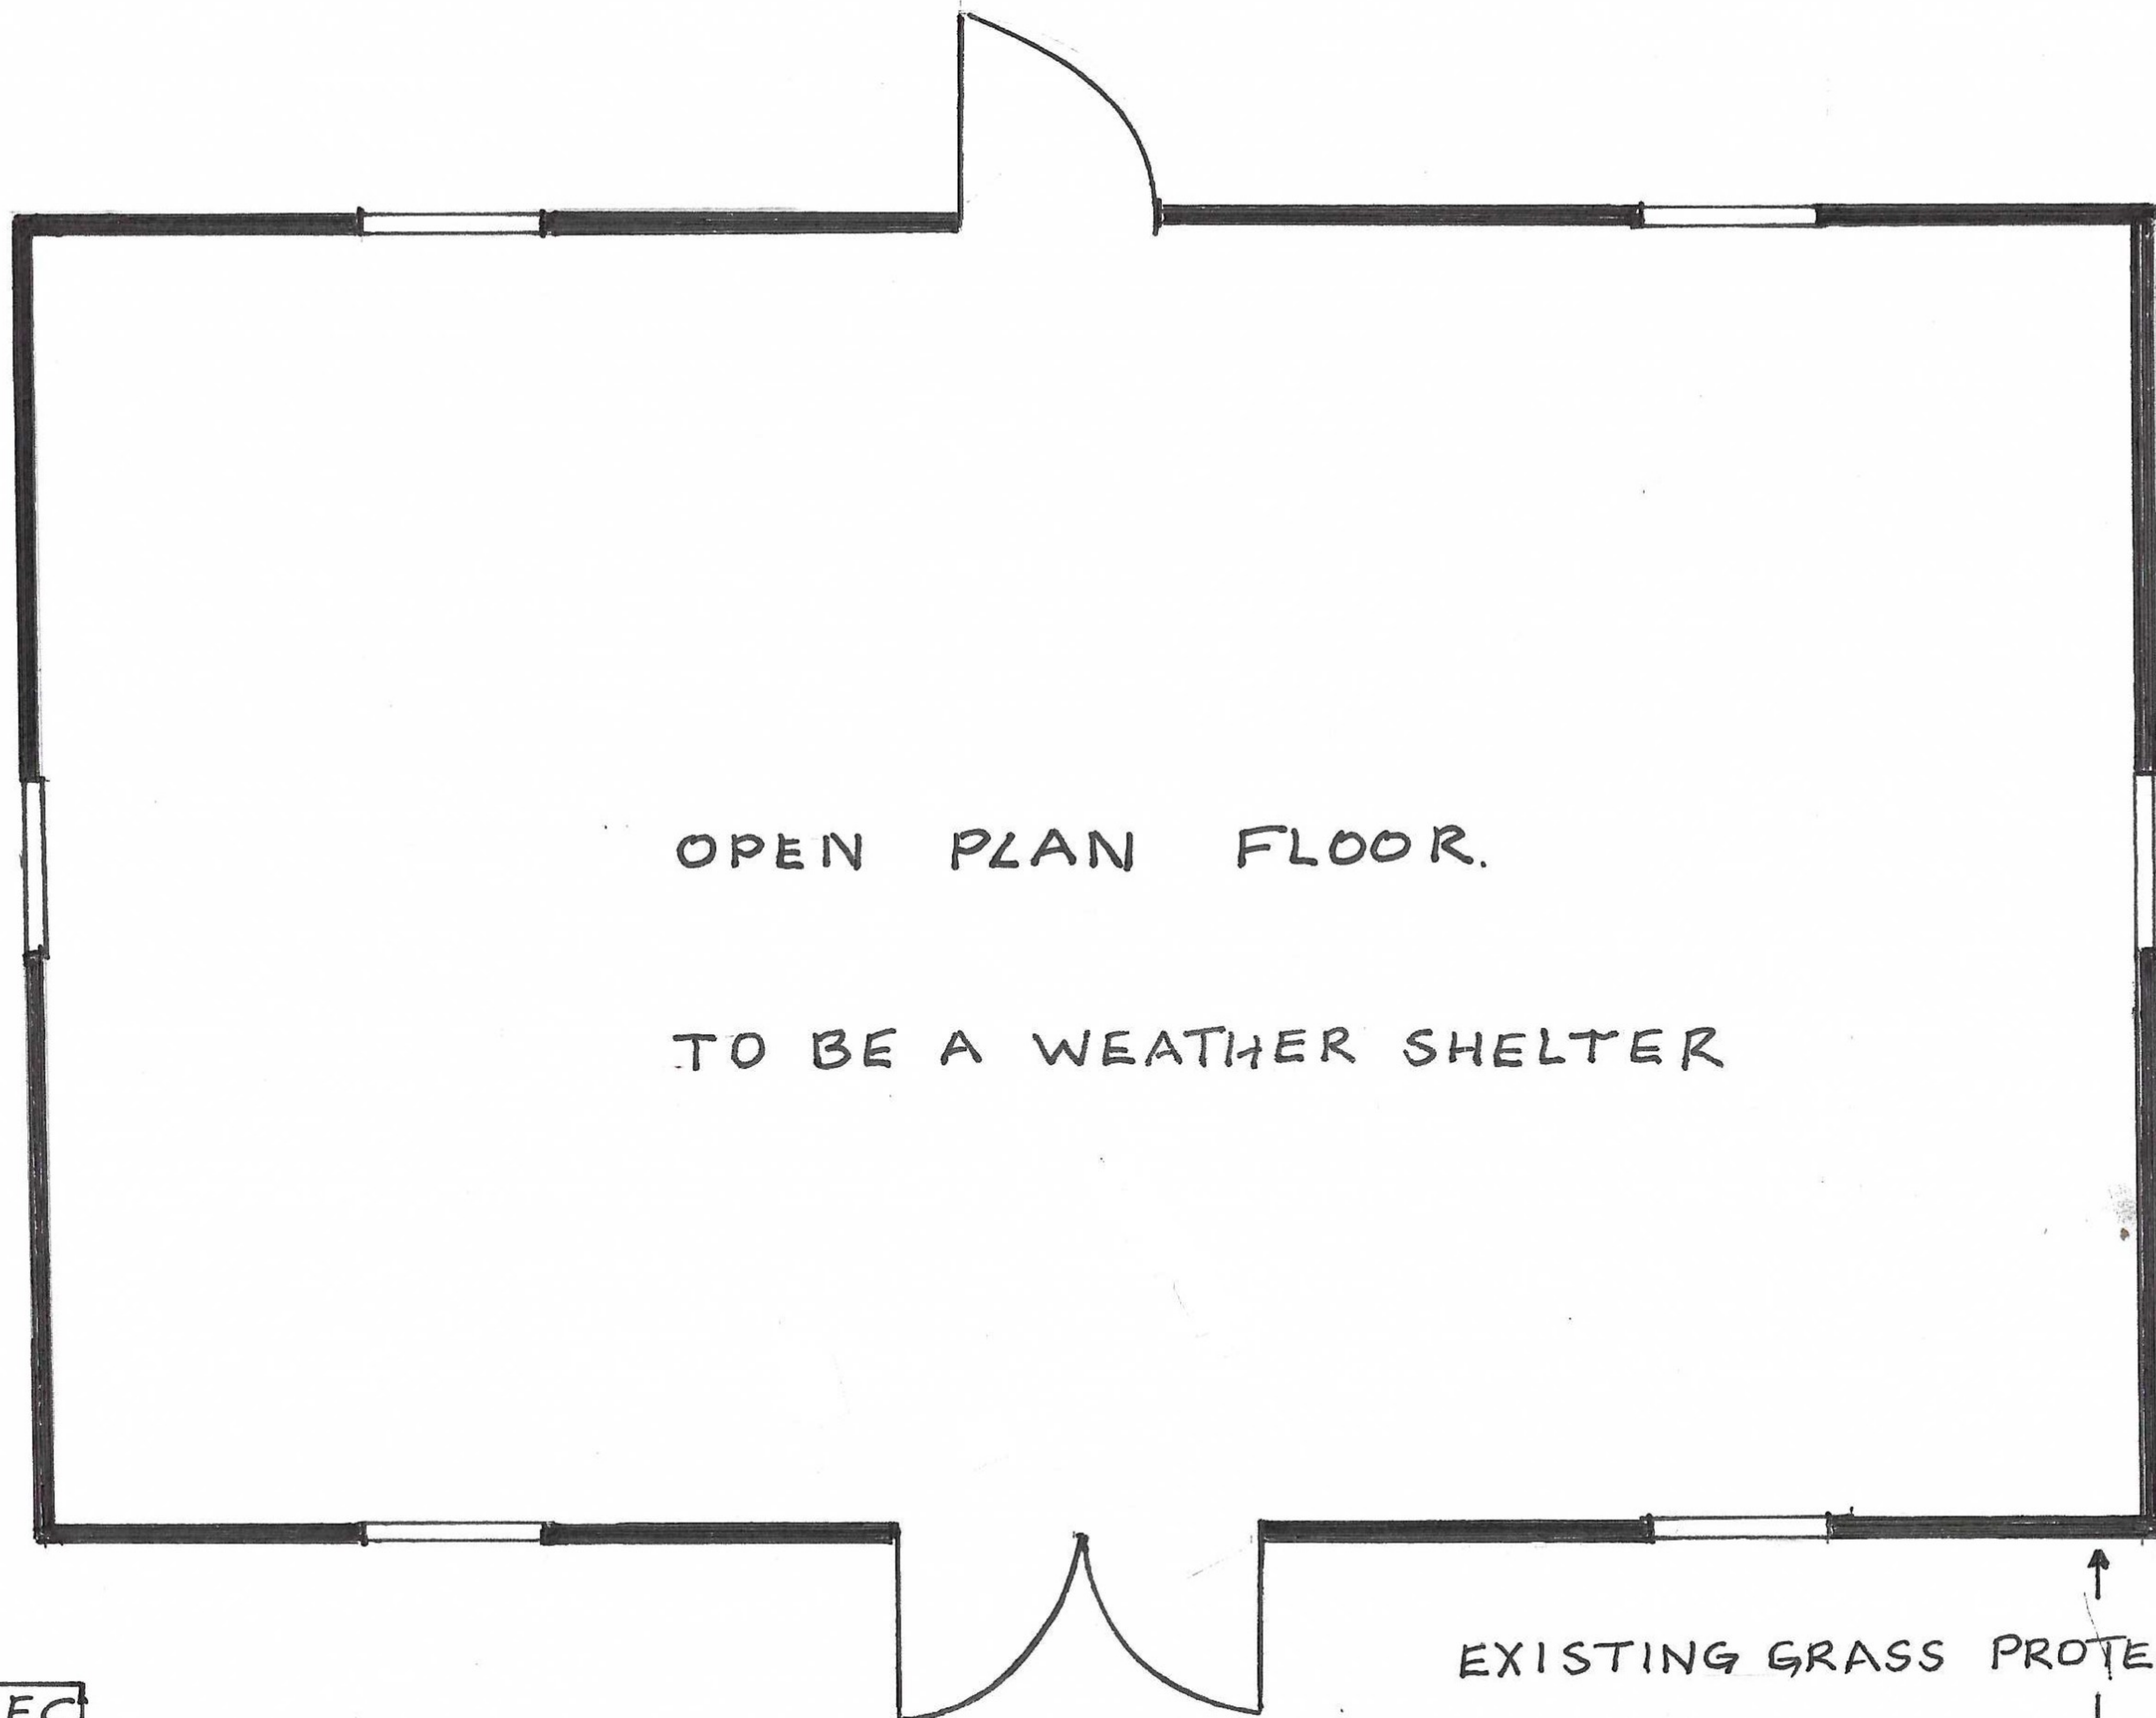 OPEN PLAN FLOOR.
TO BE A WEATHER SHELTER
EXISTING GRASS PROTE